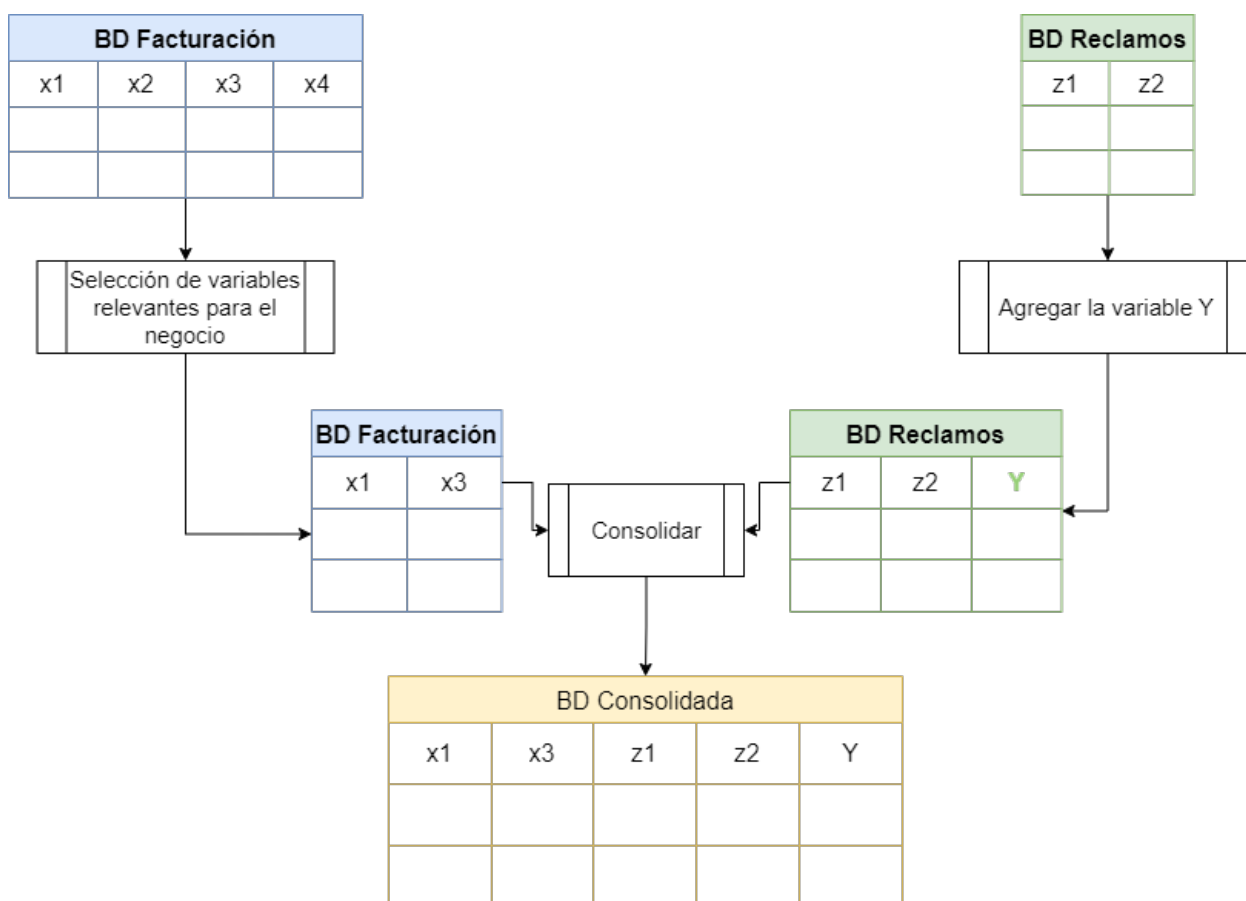 BD Facturación
x1 x2 x3 x4
BD Reclamos
z1 z2
Selección de variables
relevantes para el
negocio
Agregar la variable Y
BD Facturación
x1 x3
Consolidar
BD Reclamos
z1 z2 Y
BD Consolidada
x1 x3 z1 z2 Y